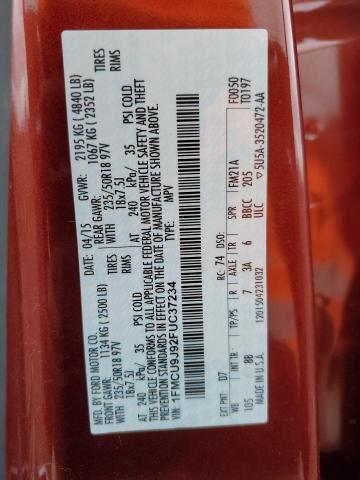 MFD. BY FORD MOTOR CO.
DATE: 04/15 GVWR: 2195 KG ( 4840 LB)
FRONT GAWR: 1134 KG ( 2500 LB) REAR GAWR: 1067 KG ( 2352 LB)
235/50R18 97V TIRES 235/50R18 97V TIRES
18x7.5J RIMS 18x7.5J RIMS
AT 240 kPa/ 35 PSI COLD AT 240 kPa/ 35 PSI COLD
THIS VEHICLE CONFORMS TO ALL APPLICABLE FEDERAL MOTOR VEHICLE SAFETY AND THEFT
PREVENTION STANDARDS IN EFFECT ON THE DATE OF MANUFACTURE SHOWN ABOVE.
VIN: 1FMCU9J92FUC37234
TYPE: MPV
F0050
T0197
EXT PNT: D7 RC: 74 DSO: FM21A
WB INT TR TP/PS R AXLE TR SPR
105 BB 7 3A 6 BBCC 205
ULC
1201504231032
5U5A-3520472-AA
MADE IN U.S.A.